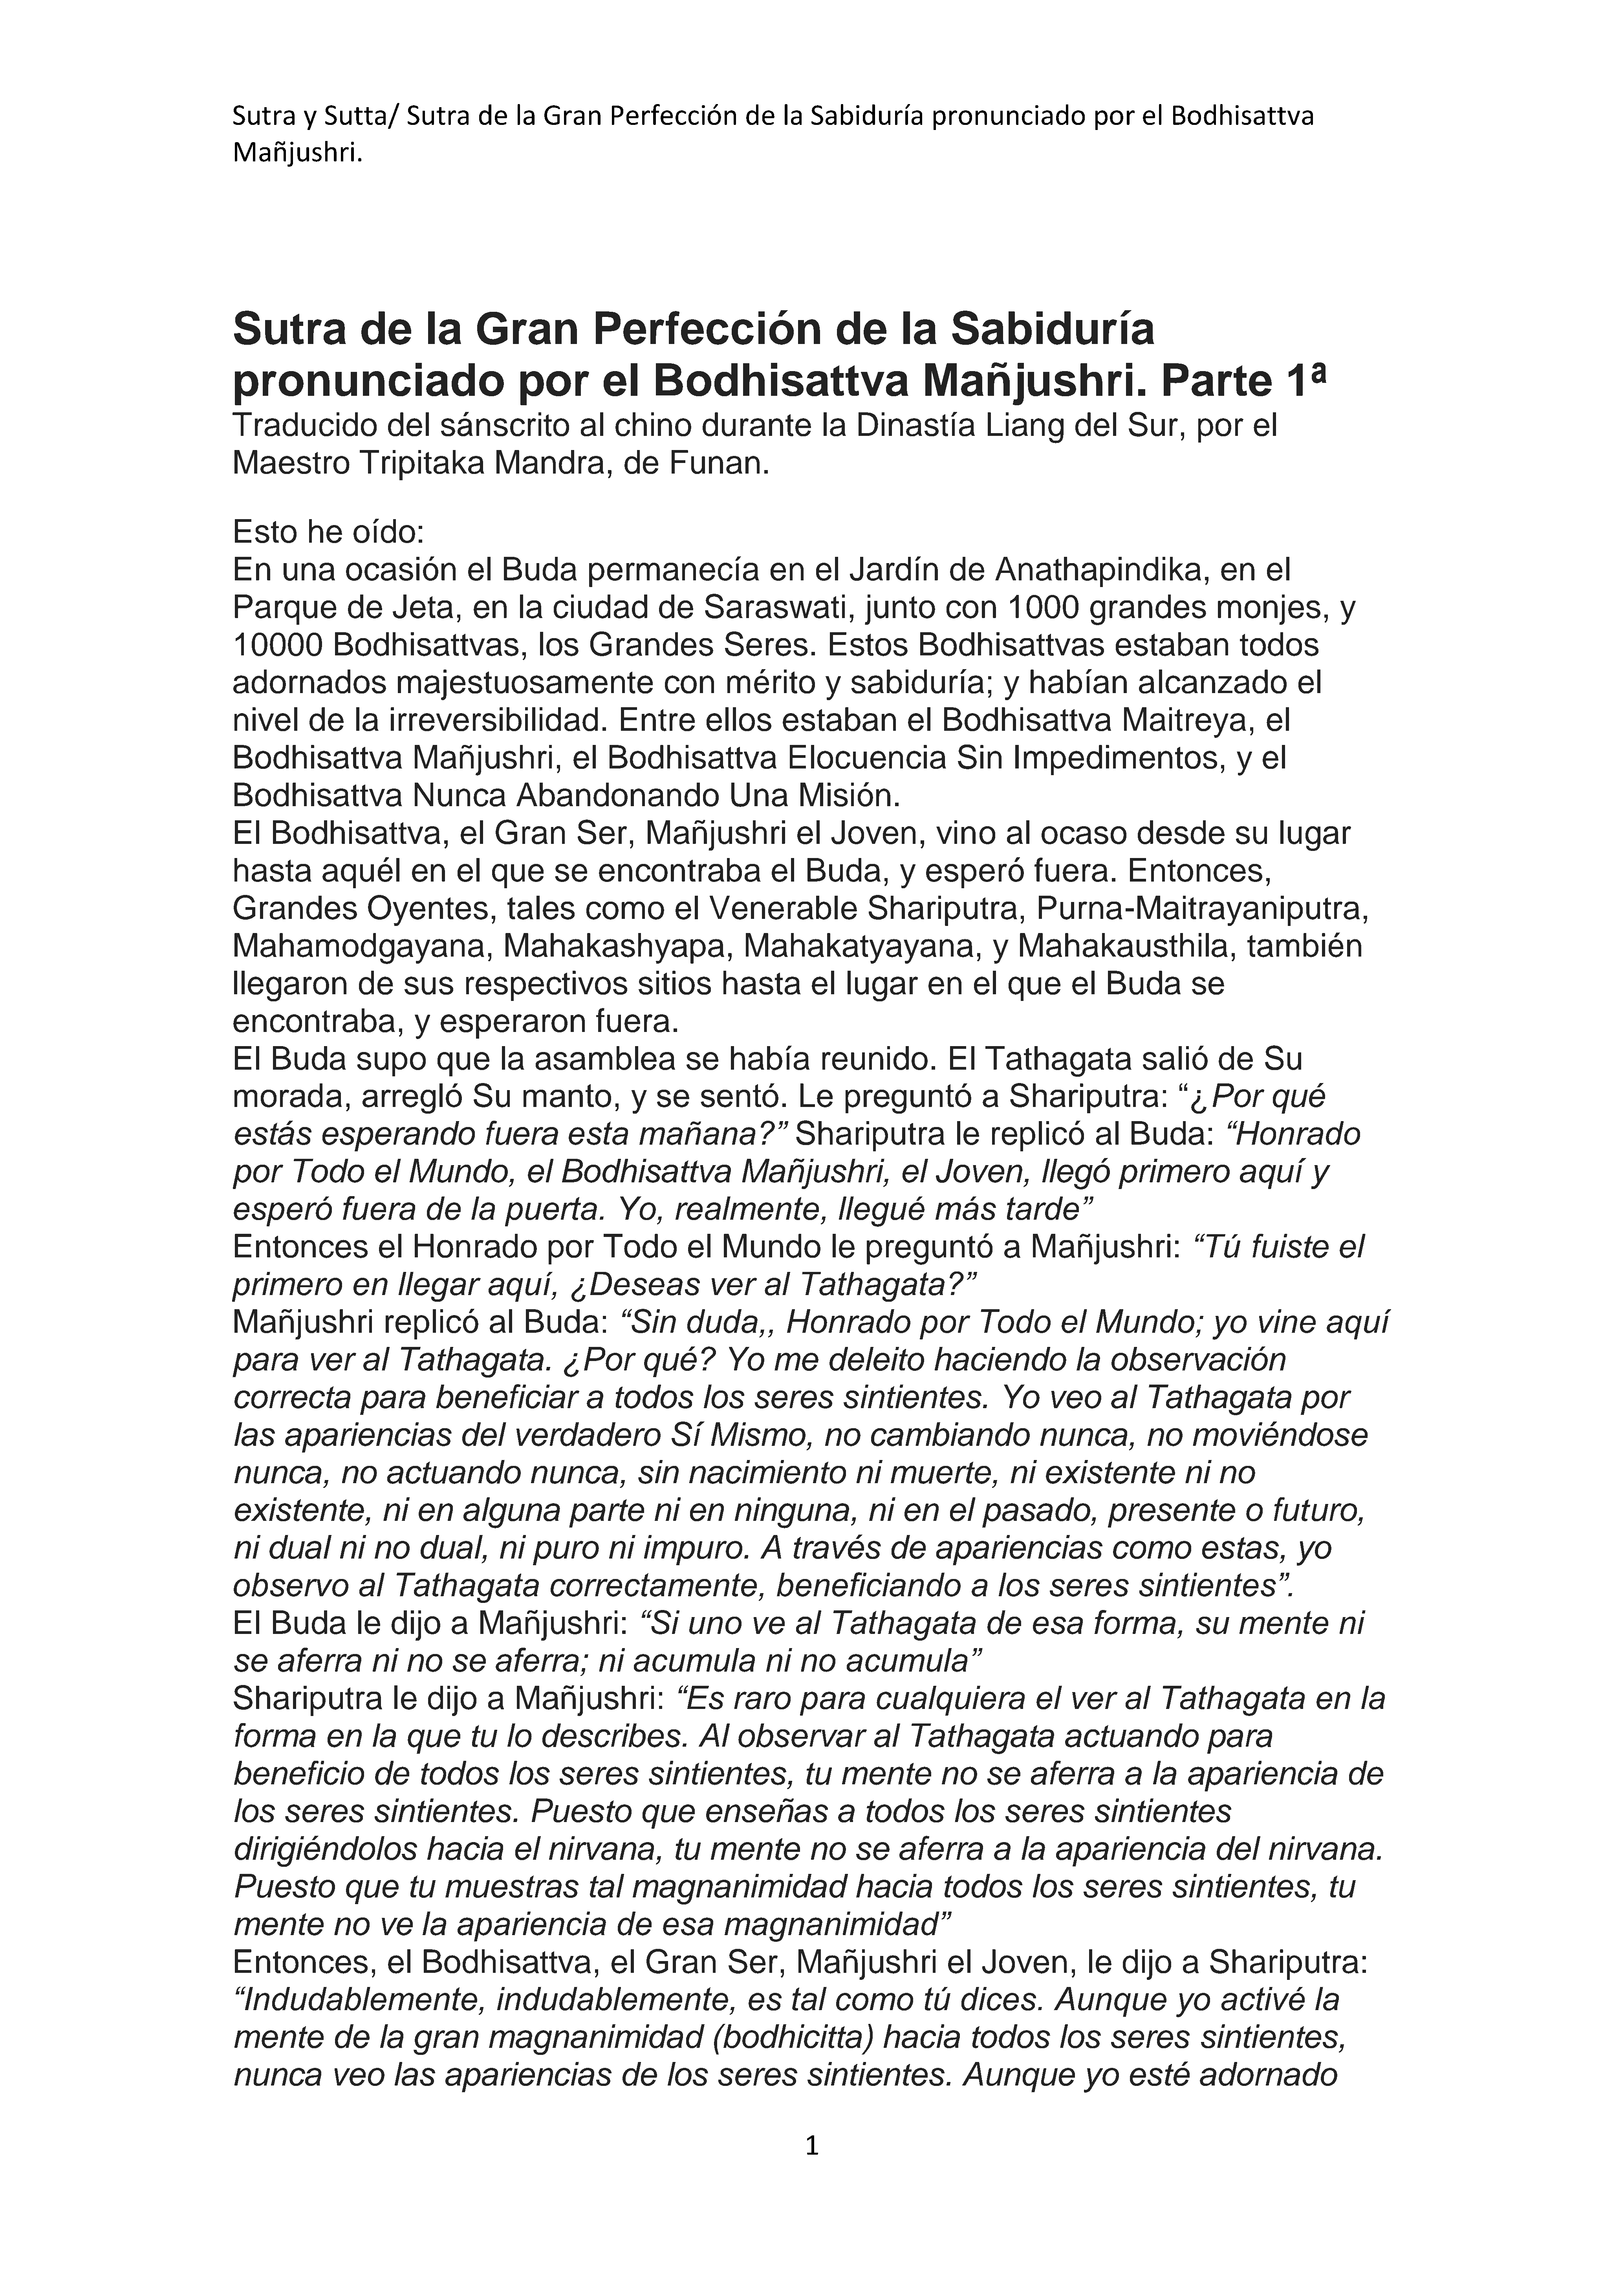 Sutra y Sutta/ Sutra de la Gran Perfección de la Sabiduría pronunciado por el Bodhisattva
Mañjushri.
Sutra de la Gran Perfección de la Sabiduría
pronunciado por el Bodhisattva Mañjushri. Parte 1ª
Traducido del sánscrito al chino durante la Dinastía Liang del Sur, por el
Maestro Tripitaka Mandra, de Funan.
Esto he oído:
En una ocasión el Buda permanecía en el Jardín de Anathapindika, en el
Parque de Jeta, en la ciudad de Saraswati, junto con 1000 grandes monjes, y
10000 Bodhisattvas, los Grandes Seres. Estos Bodhisattvas estaban todos
adornados majestuosamente con mérito y sabiduría; y habían alcanzado el
nivel de la irreversibilidad. Entre ellos estaban el Bodhisattva Maitreya, el
Bodhisattva Mañjushri, el Bodhisattva Elocuencia Sin Impedimentos, y el
Bodhisattva Nunca Abandonando Una Misión.
El Bodhisattva, el Gran Ser, Mañjushri el Joven, vino al ocaso desde su lugar
hasta aquél en el que se encontraba el Buda, y esperó fuera. Entonces,
Grandes Oyentes, tales como el Venerable Shariputra, Purna-Maitrayaniputra,
Mahamodgayana, Mahakashyapa, Mahakatyayana, y Mahakausthila, también
llegaron de sus respectivos sitios hasta el lugar en el que el Buda se
encontraba, y esperaron fuera.
El Buda supo que la asamblea se había reunido. El Tathagata salió de Su
morada, arregló Su manto, y se sentó. Le preguntó a Shariputra: “¿Por qué
estás esperando fuera esta mañana?” Shariputra le replicó al Buda: “Honrado
por Todo el Mundo, el Bodhisattva Mañjushri, el Joven, llegó primero aquí y
esperó fuera de la puerta. Yo, realmente, llegué más tarde”
Entonces el Honrado por Todo el Mundo le preguntó a Mañjushri: “Tú fuiste el
primero en llegar aquí, ¿Deseas ver al Tathagata?”
Mañjushri replicó al Buda: “Sin duda,, Honrado por Todo el Mundo; yo vine aquí
para ver al Tathagata. ¿Por qué? Yo me deleito haciendo la observación
correcta para beneficiar a todos los seres sintientes. Yo veo al Tathagata por
las apariencias del verdadero Sí Mismo, no cambiando nunca, no moviéndose
nunca, no actuando nunca, sin nacimiento ni muerte, ni existente ni no
existente, ni en alguna parte ni en ninguna, ni en el pasado, presente o futuro,
ni dual ni no dual, ni puro ni impuro. A través de apariencias como estas, yo
observo al Tathagata correctamente, beneficiando a los seres sintientes”.
El Buda le dijo a Mañjushri: “Si uno ve al Tathagata de esa forma, su mente ni
se aferra ni no se aferra; ni acumula ni no acumula”
Shariputra le dijo a Mañjushri: “Es raro para cualquiera el ver al Tathagata en la
forma en la que tu lo describes. Al observar al Tathagata actuando para
beneficio de todos los seres sintientes, tu mente no se aferra a la apariencia de
los seres sintientes. Puesto que enseñas a todos los seres sintientes
dirigiéndolos hacia el nirvana, tu mente no se aferra a la apariencia del nirvana.
Puesto que tu muestras tal magnanimidad hacia todos los seres sintientes, tu
mente no ve la apariencia de esa magnanimidad”
Entonces, el Bodhisattva, el Gran Ser, Mañjushri el Joven, le dijo a Shariputra:
“Indudablemente, indudablemente, es tal como tú dices. Aunque yo activé la
mente de la gran magnanimidad (bodhicitta) hacia todos los seres sintientes,
nunca veo las apariencias de los seres sintientes. Aunque yo esté adornado
1